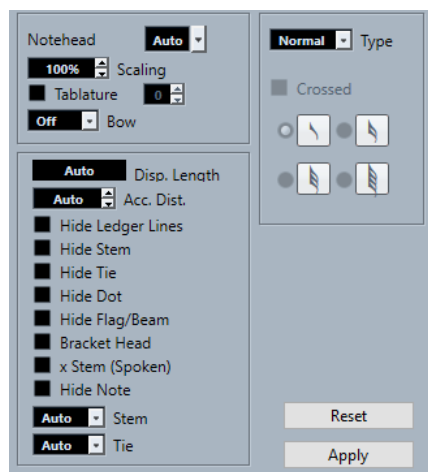 Notehead Auto
100% Scaling
Tablature 0
Off Bow
Auto Disp. Length
Auto Acc. Dist.
Hide Ledger Lines
Hide Stem
Hide Tie
Hide Dot
Hide Flag/Beam
Bracket Head
x Stem (Spoken)
Hide Note
Auto Stem
Auto Tie
Normal Type
Crossed
Reset
Apply